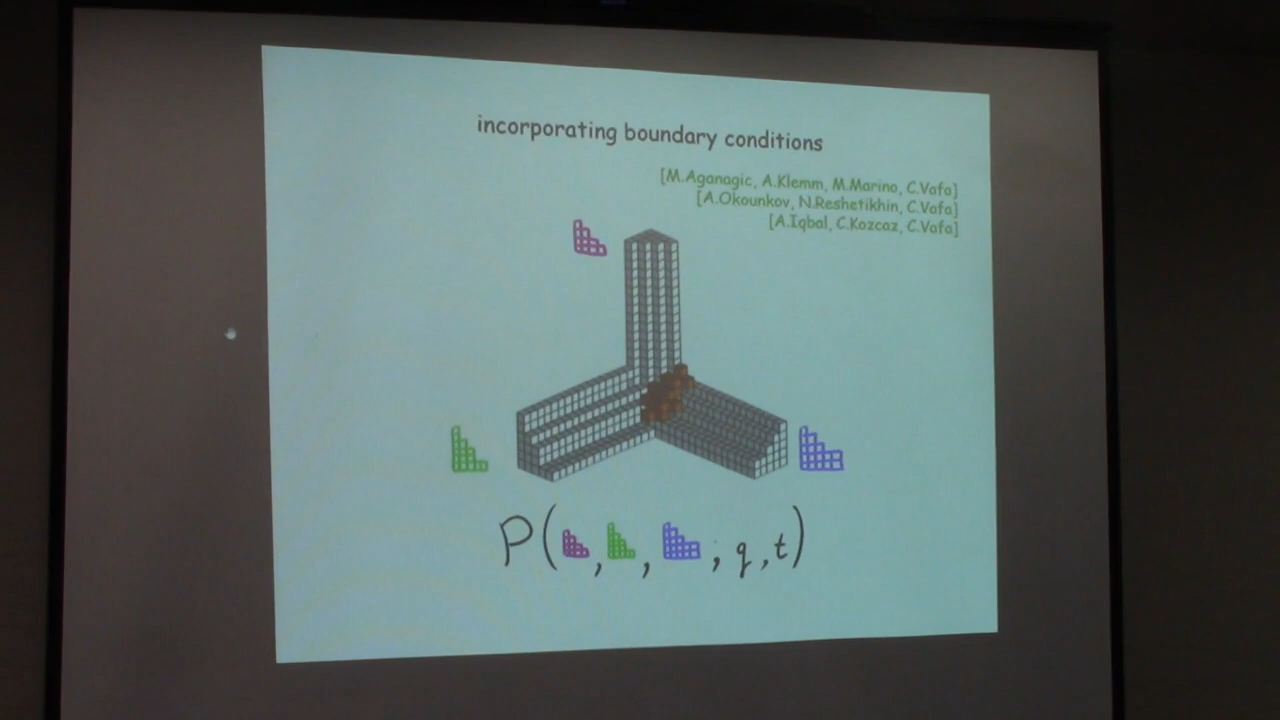 incorporating boundary conditions
[M.Aganagic, A.Klemm, M.Marino, C.Vafa]
[A.Okounkov, N.Reshetikhin, C.Vafa]
[A.Iqbal, C.Kozcaz, C.Vafa]
P( , , ; q, t)